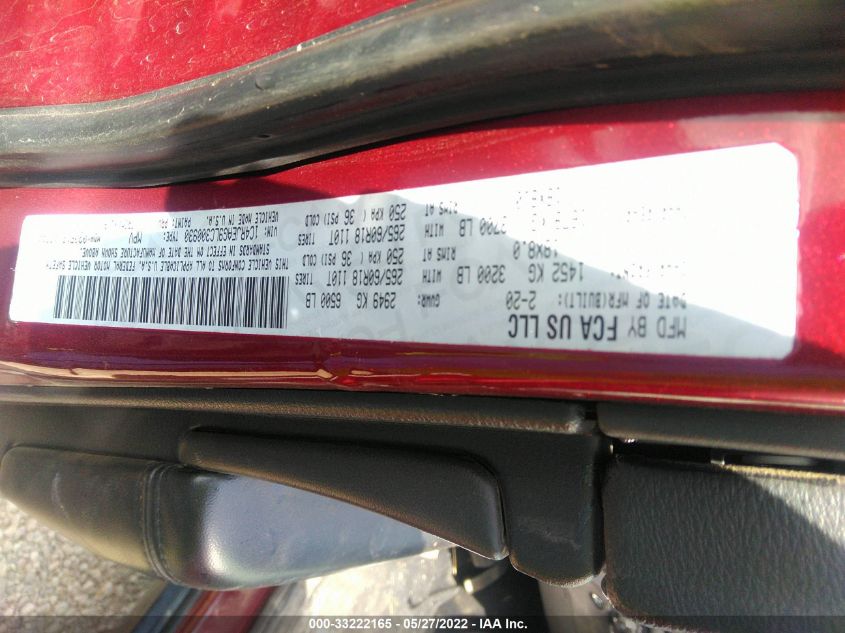 MFD BY FCA US LLC
DATE OF MFR(BUILT): 2-20 GVWR: 2949 KG 6500 LB
1452 KG 3200 LB WITH 265/60R18 110T TIRES
18X8.0 RIMS AT 250 KPA ( 36 PSI) COLD
3700 LB WITH 265/60R18 110T TIRES
RIMS AT 250 KPA ( 36 PSI) COLD
THIS VEHICLE CONFORMS TO ALL APPLICABLE U.S.A. FEDERAL MOTOR VEHICLE
STANDARDS IN EFFECT ON THE DATE OF MANUFACTURE SHOWN ABOVE.
VIN: TYPE: MPV
VEHICLE MADE IN U.S.A. PAINT:
000-33222165 - 05/27/2022 - IAA Inc.